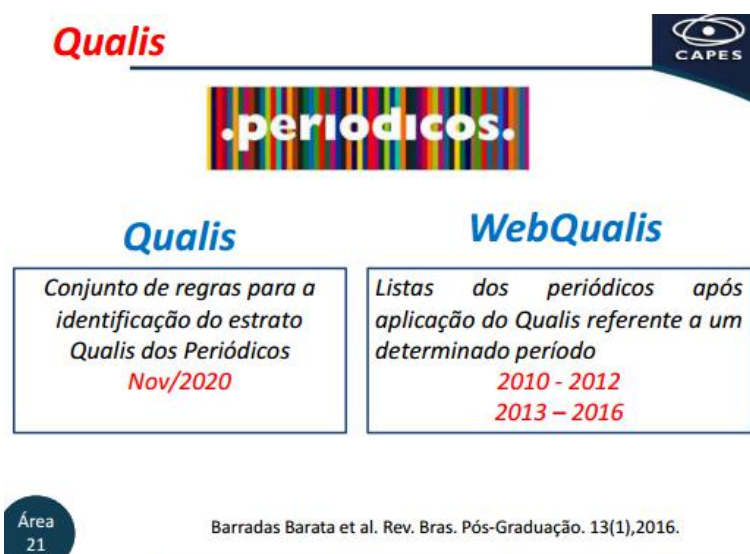 Qualis
CAPES
.periodicos.
Qualis
Conjunto de regras para a
identificação do estrato
Qualis dos Periódicos
Nov/2020
WebQualis
Listas dos periódicos após
aplicação do Qualis referente a um
determinado período
2010 - 2012
2013 – 2016
Área
21
Barradas Barata et al. Rev. Bras. Pós-Graduação. 13(1),2016.